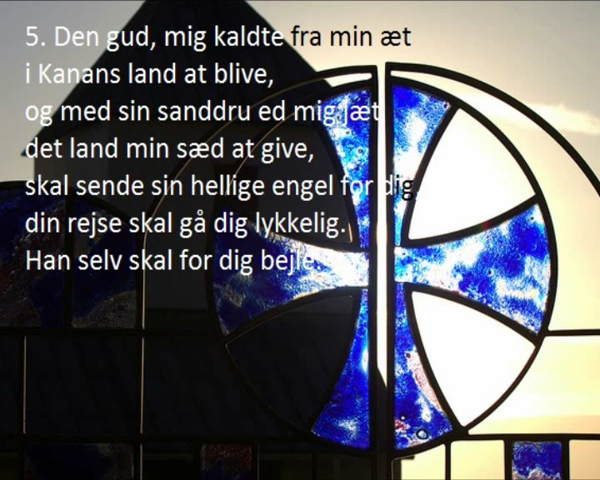 5. Den gud, mig kaldte fra min æt
i Kanans land at blive,
og med sin sanddru ed mig jæt
det land min sæd at give,
skal sende sin hellige engel for dig,
din rejse skal gå dig lykkelig.
Han selv skal for dig bejle.